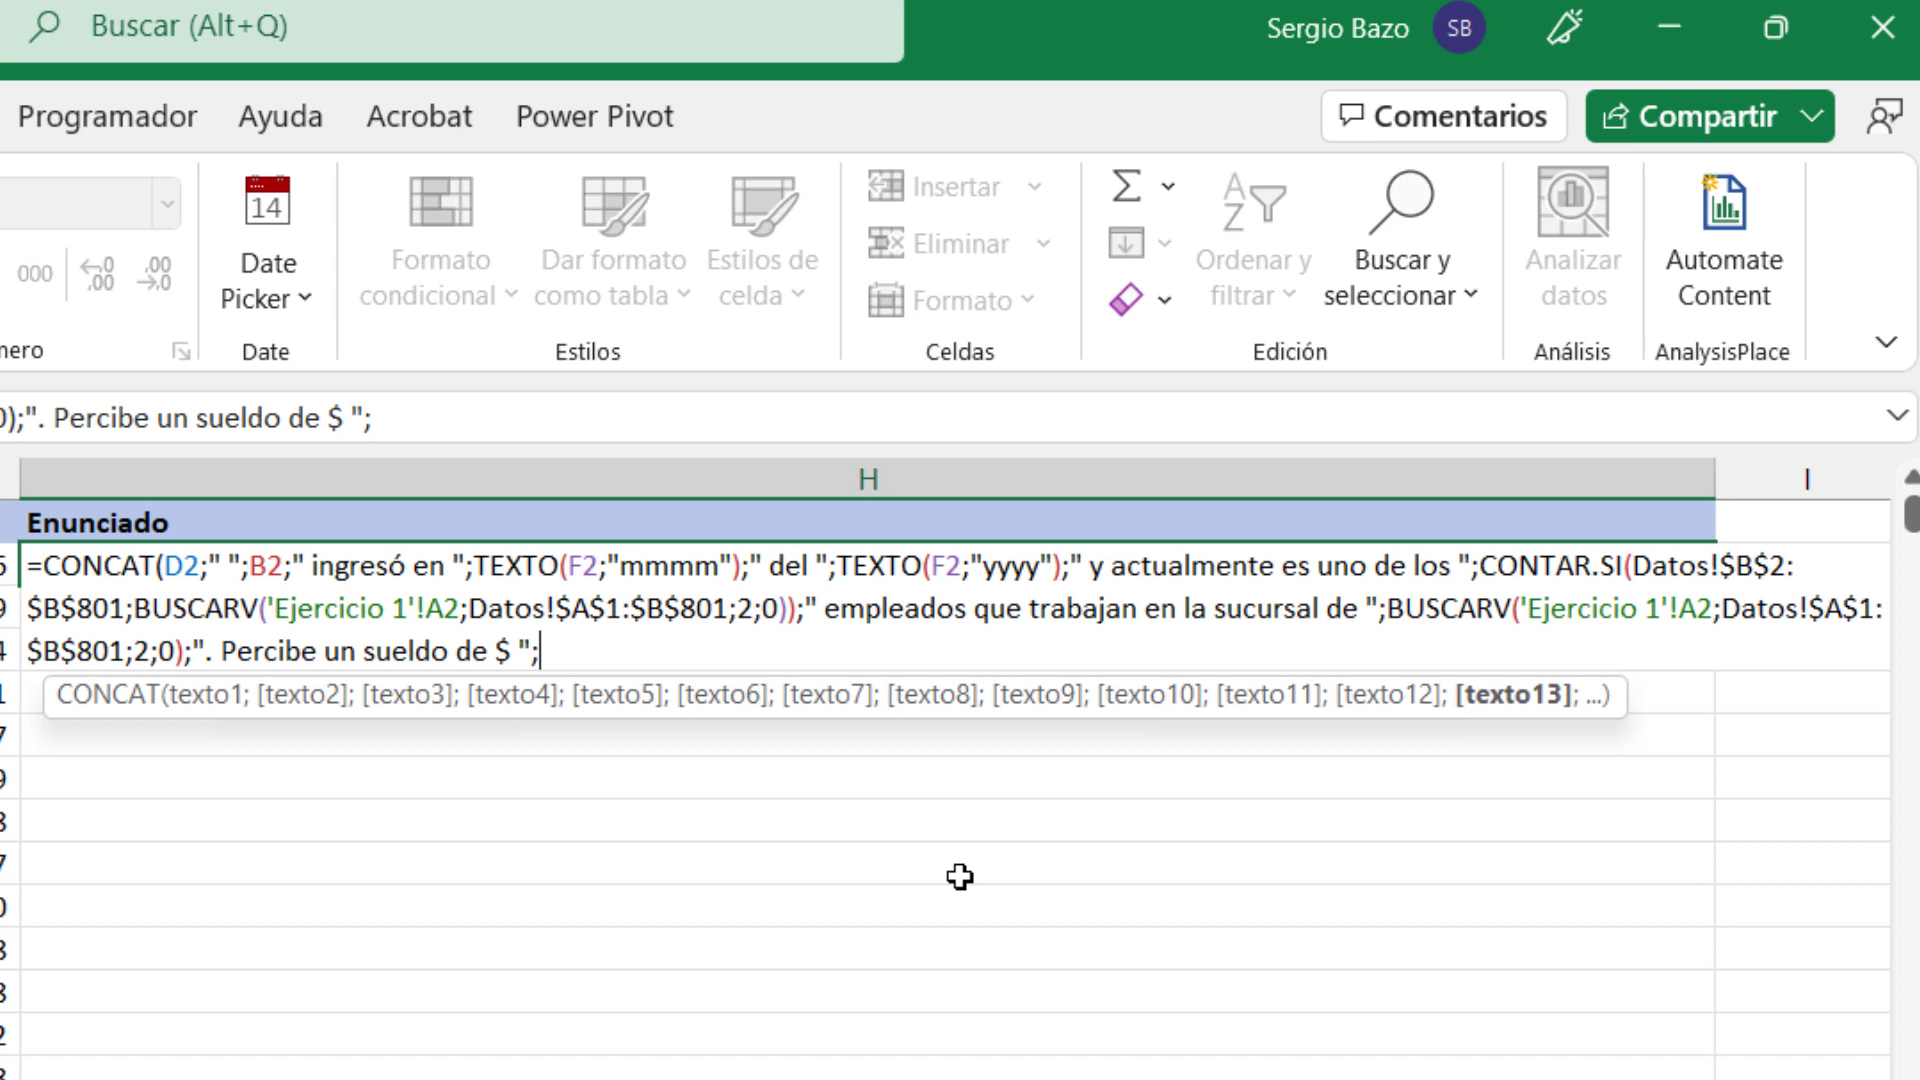 Buscar (Alt+Q)
Sergio Bazo
SB
Programador
Ayuda
Acrobat
Power Pivot
Comentarios
Compartir
000
14
Date
Picker
Date
Formato
condicional
Dar formato
como tabla
Estilos de
celda
Estilos
Insertar
Eliminar
Formato
Celdas
Ordenar y
filtrar
Buscar y
seleccionar
Edición
Analizar
datos
Análisis
Automate
Content
AnalysisPlace
0);". Percibe un sueldo de $ ";
H
I
Enunciado
=CONCAT(D2;" ";B2;" ingresó en ";TEXTO(F2;"mmmm");" del ";TEXTO(F2;"yyyy");" y actualmente es uno de los ";CONTAR.SI(Datos!$B$2:
$B$801;BUSCARV('Ejercicio 1'!A2;Datos!$A$1:$B$801;2;0));" empleados que trabajan en la sucursal de ";BUSCARV('Ejercicio 1'!A2;Datos!$A$1:
$B$801;2;0);". Percibe un sueldo de $ ";
CONCAT(texto1; [texto2]; [texto3]; [texto4]; [texto5]; [texto6]; [texto7]; [texto8]; [texto9]; [texto10]; [texto11]; [texto12]; [texto13]; ...)